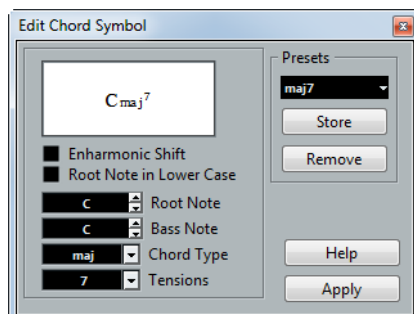 Edit Chord Symbol
Cmaj7
Enharmonic Shift
Root Note in Lower Case
C Root Note
C Bass Note
maj Chord Type
7 Tensions
Presets
maj7
Store
Remove
Help
Apply